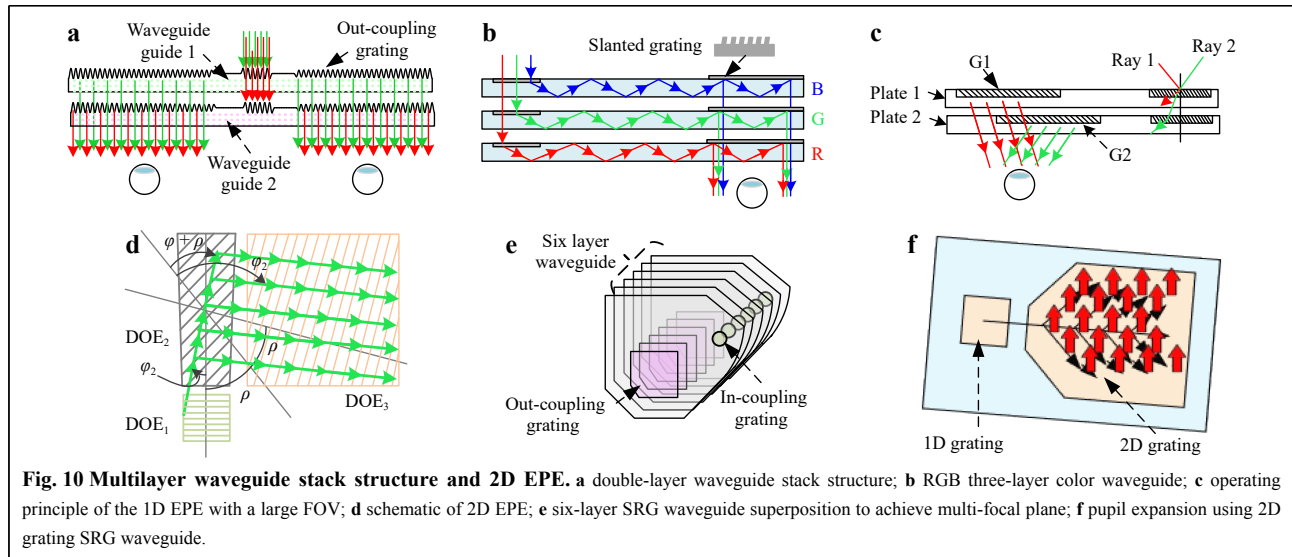 a
Waveguide
guide 1
Out-coupling
grating
Waveguide
guide 2
b
Slanted grating
B
G
R
c
Ray 2
Ray 1
G1
Plate 1
Plate 2
G2
d
φ + ρ
φ2
DOE2
ρ
φ2
ρ
DOE3
DOE1
e
Six layer
waveguide
Out-coupling
grating
In-coupling
grating
f
1D grating
2D grating
Fig. 10 Multilayer waveguide stack structure and 2D EPE. a double-layer waveguide stack structure; b RGB three-layer color waveguide; c operating
principle of the 1D EPE with a large FOV; d schematic of 2D EPE; e six-layer SRG waveguide superposition to achieve multi-focal plane; f pupil expansion using 2D
grating SRG waveguide.